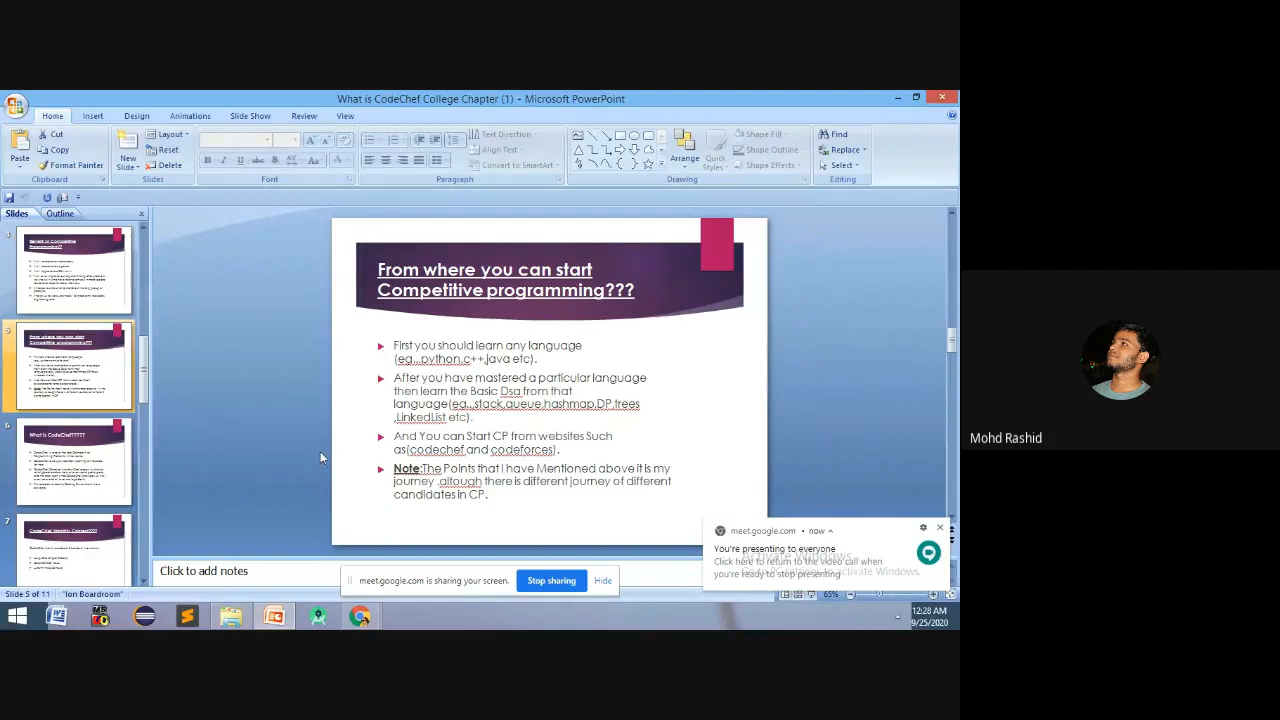 What is CodeChef College Chapter (1) - Microsoft PowerPoint
Home Insert Design Animations Slide Show Review View
Paste
Cut
Copy
Format Painter
Clipboard
New
Slide
Layout
Reset
Delete
Slides
Font
Text Direction
Align Text
Convert to SmartArt
Paragraph
Arrange
Quick
Styles
Shape Fill
Shape Outline
Shape Effects
Drawing
Find
Replace
Select
Editing
Slides Outline
4
5
6
What is CodeChef?????
7
From where you can start
Competitive programming???
First you should learn any language
(eg.,,python,c++,java etc).
After you have mastered a particular language
then learn the Basic Dsa from that
language(eg.,,stack,queue,hashmap,DP,trees
,LinkedList etc).
And You can Start CP from websites Such
as(codechef and codeforces).
Note:The Points that I have Mentioned above It is my
journey .altough there is different journey of different
candidates in CP.
Click to add notes
meet.google.com • now
You're presenting to everyone
Click here to return to the video call when
you're ready to stop presenting
Activate Windows
meet.google.com is sharing your screen.
Stop sharing
Hide
Slide 5 of 11
"Ion Boardroom"
65%
12:28 AM
9/25/2020
Mohd Rashid